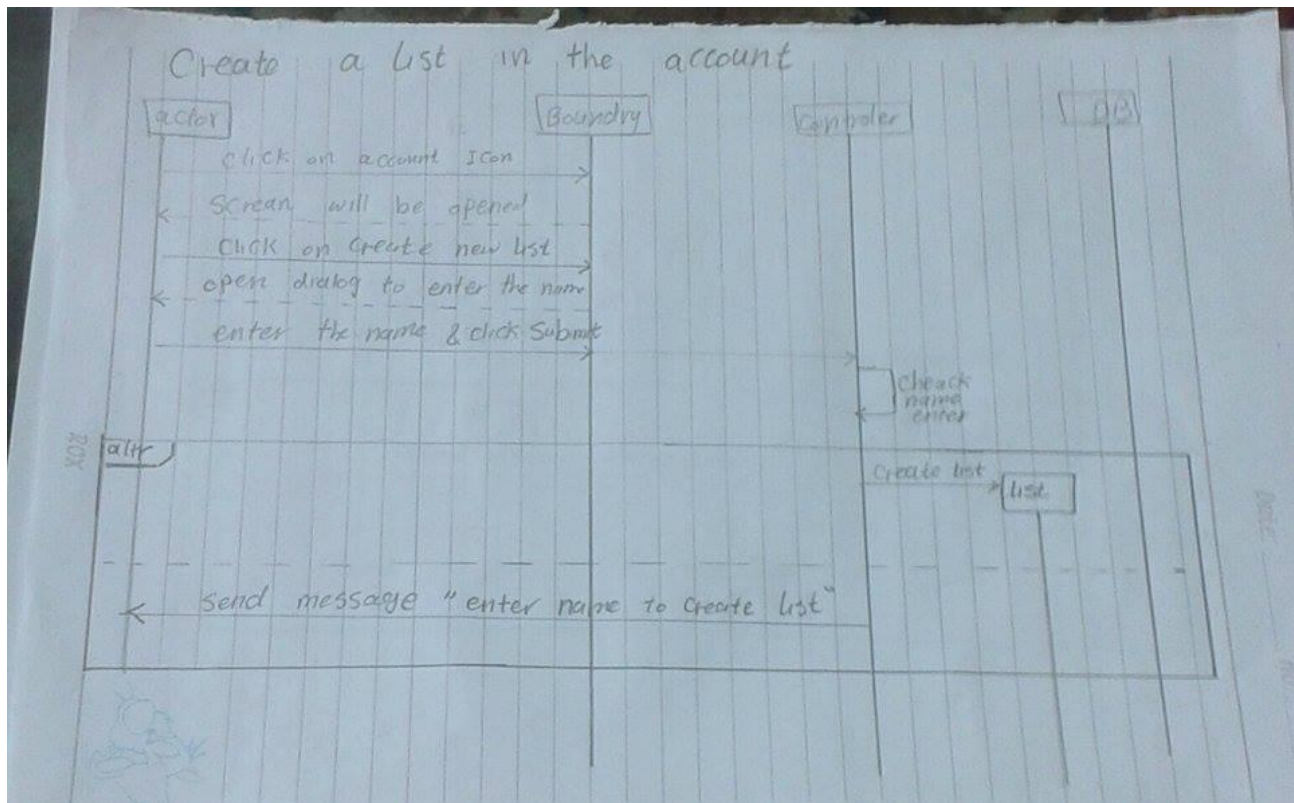 Create a list in the account
actor
Boundry
Controler
DB
click on account Icon
Screan will be opened
Click on Create new list
open dialog to enter the name
enter the name & click Submit
Cheack
name
enter
altr
Create list
list
Send message "enter name to Create list"